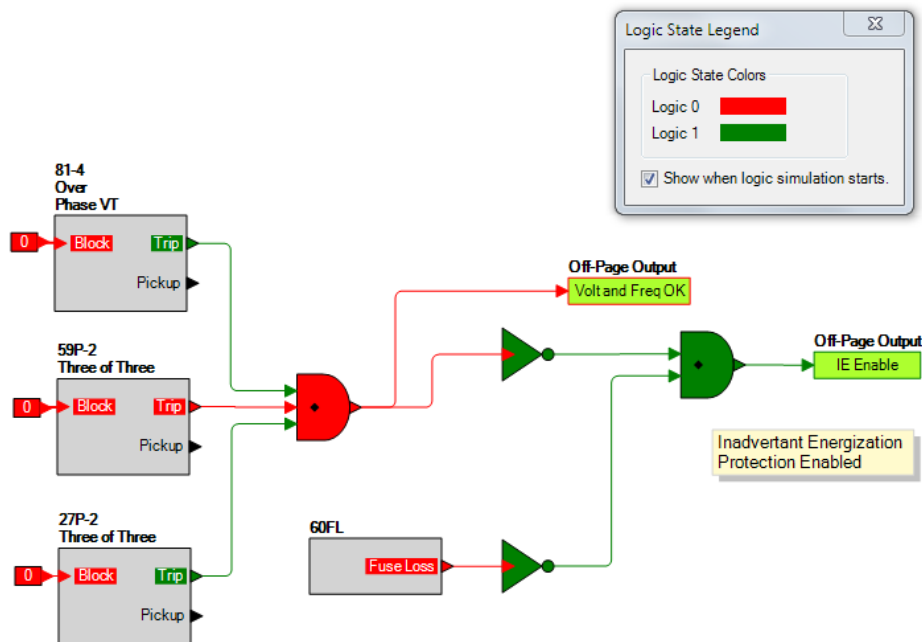 Logic State Legend
Logic State Colors
Logic 0
Logic 1
Show when logic simulation starts.
81-4
Over
Phase VT
0
Block
Trip
Pickup
Off-Page Output
Volt and Freq OK
59P-2
Three of Three
0
Block
Trip
Pickup
Off-Page Output
IE Enable
Inadvertant Energization
Protection Enabled
27P-2
Three of Three
0
Block
Trip
Pickup
60FL
Fuse Loss